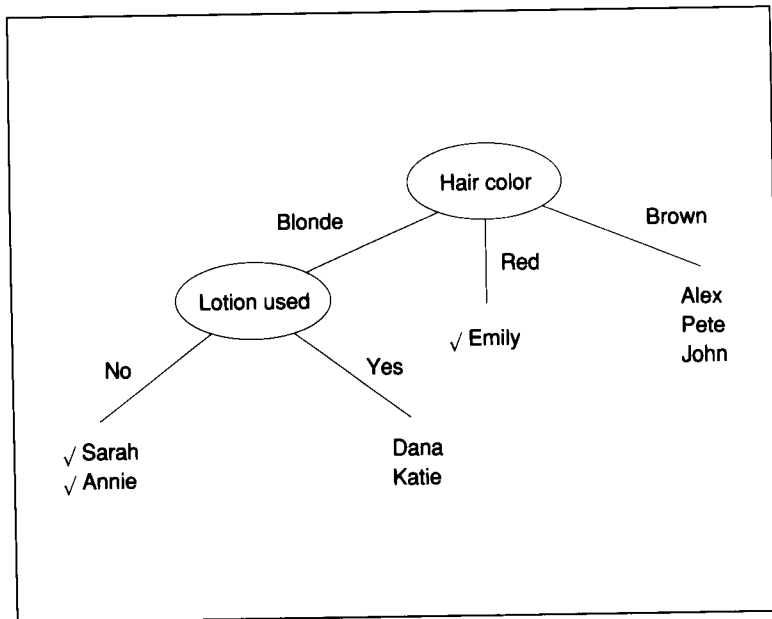 Hair color
Blonde
Brown
Red
Lotion used
Alex
Pete
John
√ Emily
No
Yes
√ Sarah
√ Annie
Dana
Katie